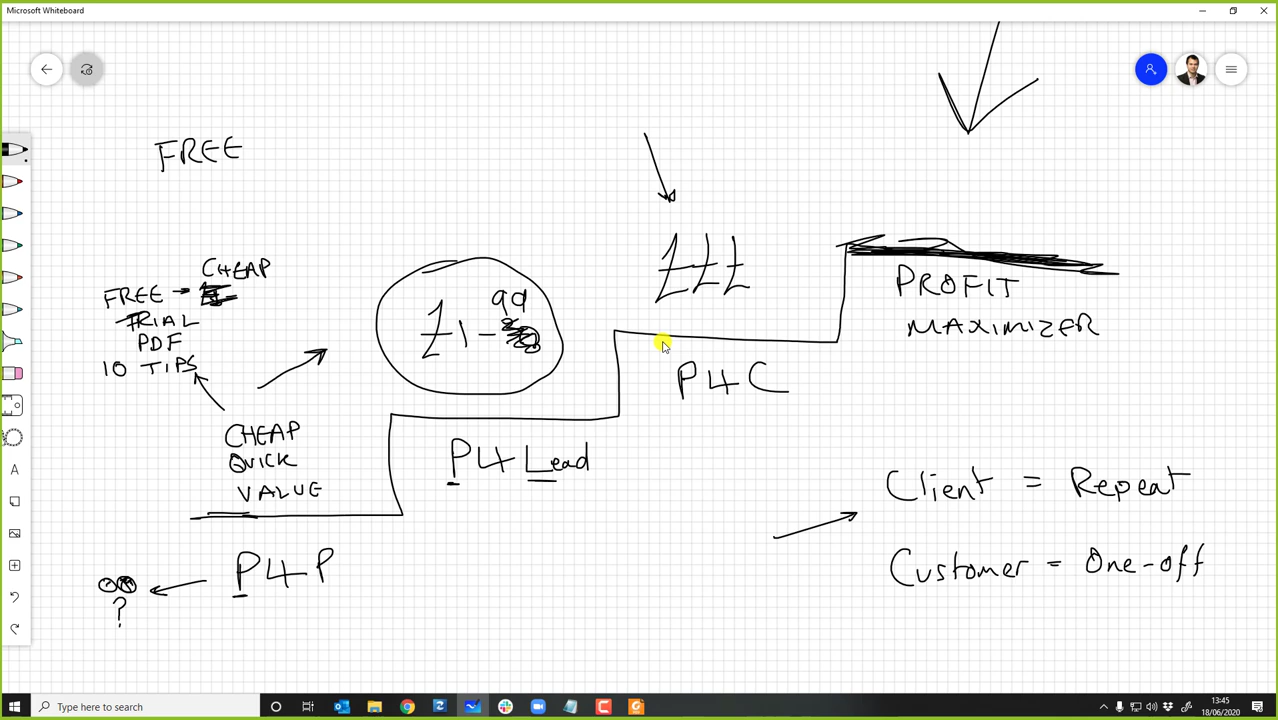 Microsoft Whiteboard
FREE
£££
PROFIT
MAXIMIZER
CHEAP
FREE
TRIAL
PDF
10 TIPS
99
£1-
P4C
CHEAP
QUICK
VALUE
P4 Lead
Client = Repeat
Customer = One-off
P4P
?
A
Type here to search
13:45
18/06/2020